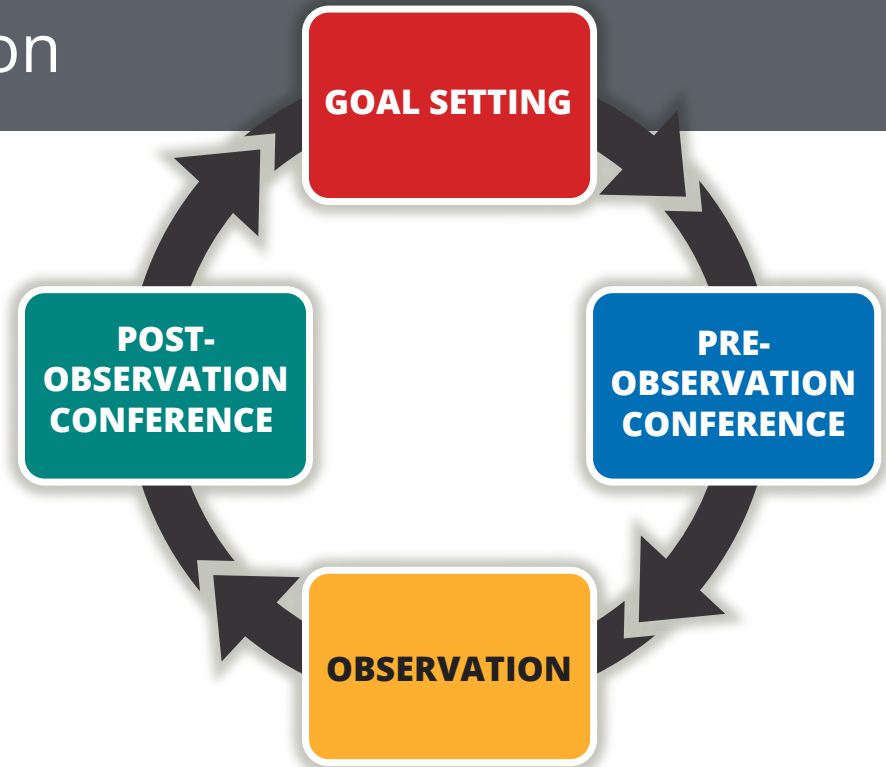 on
GOAL SETTING
PRE-
OBSERVATION
CONFERENCE
OBSERVATION
POST-
OBSERVATION
CONFERENCE